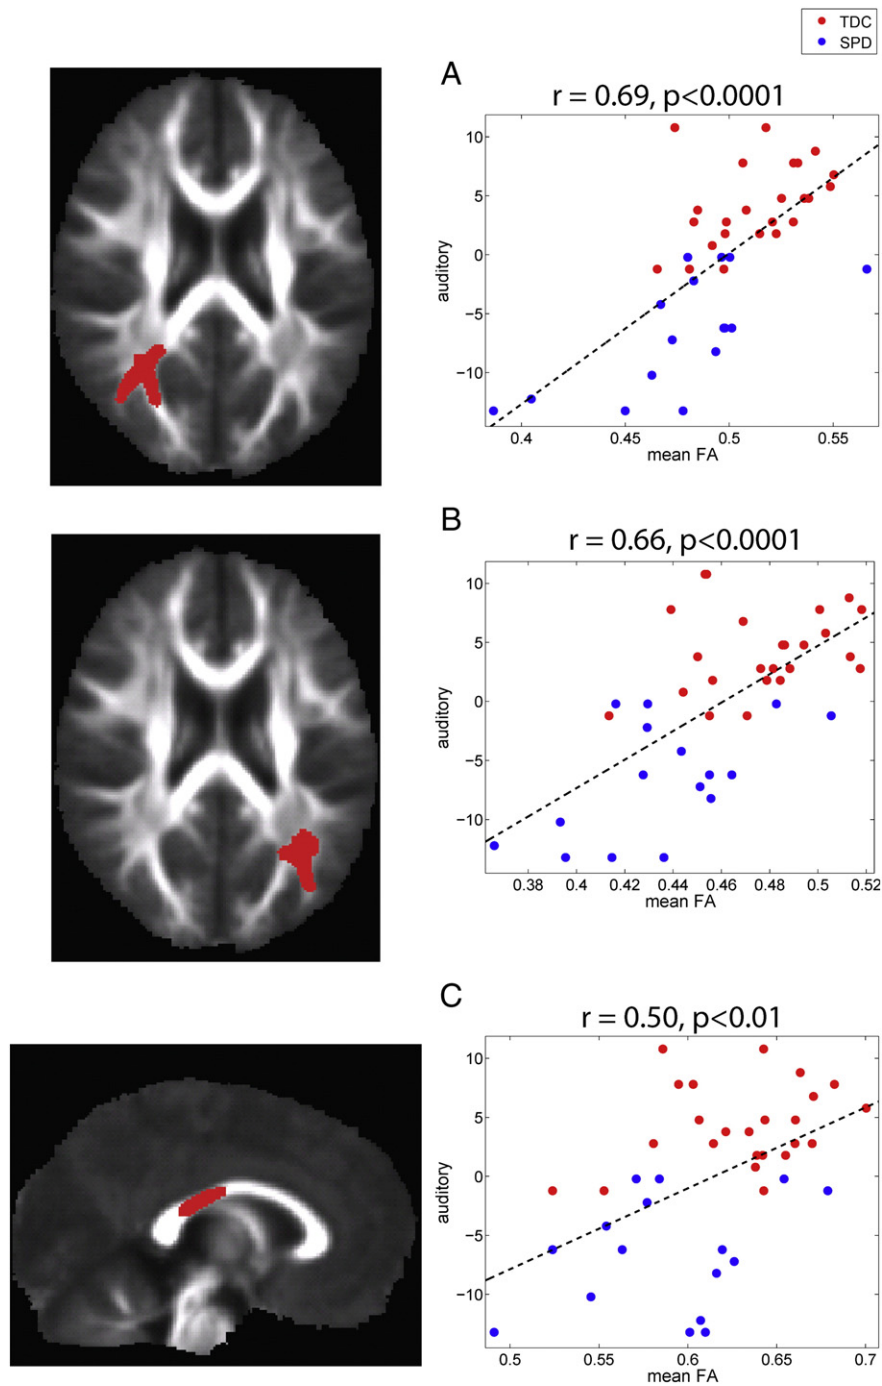 TDC
SPD
A
r = 0.69, p<0.0001
10
5
0
−5
−10
auditory
0.4 0.45 0.5 0.55
mean FA
B
r = 0.66, p<0.0001
10
5
0
−5
−10
auditory
0.38 0.4 0.42 0.44 0.46 0.48 0.5 0.52
mean FA
C
r = 0.50, p<0.01
10
5
0
−5
−10
auditory
0.5 0.55 0.6 0.65 0.7
mean FA